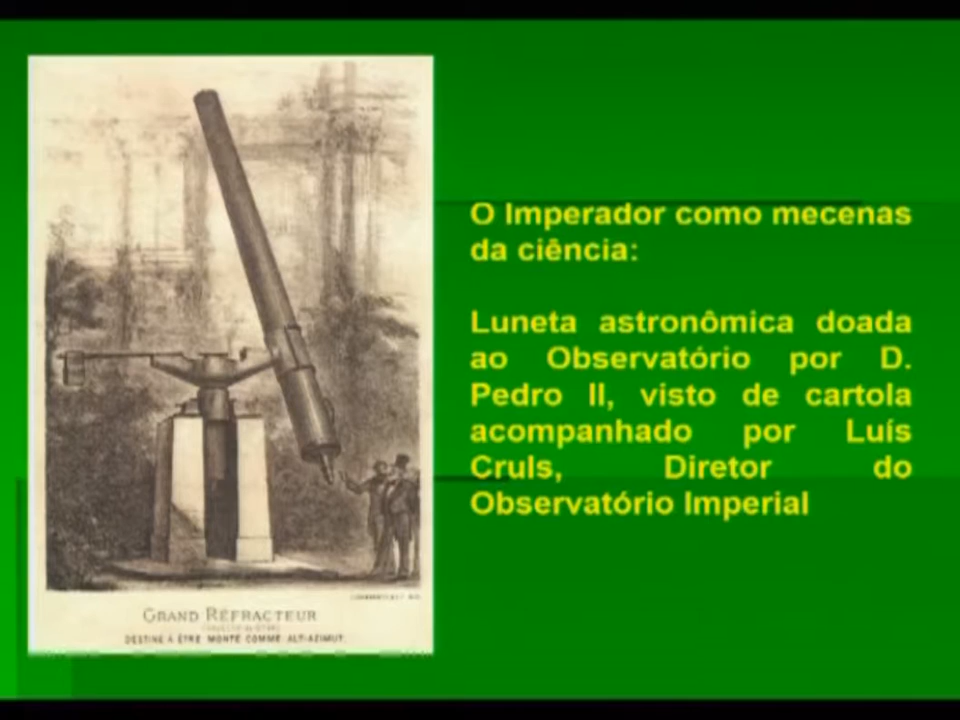 O Imperador como mecenas
da ciência:
Luneta astronômica doada
ao Observatório por D.
Pedro II, visto de cartola
acompanhado por Luís
Cruls, Diretor do
Observatório Imperial
GRAND RÉFRACTEUR
DESTINÉ A ÊTRE MONTÉ COMME ALT-AZIMUT.